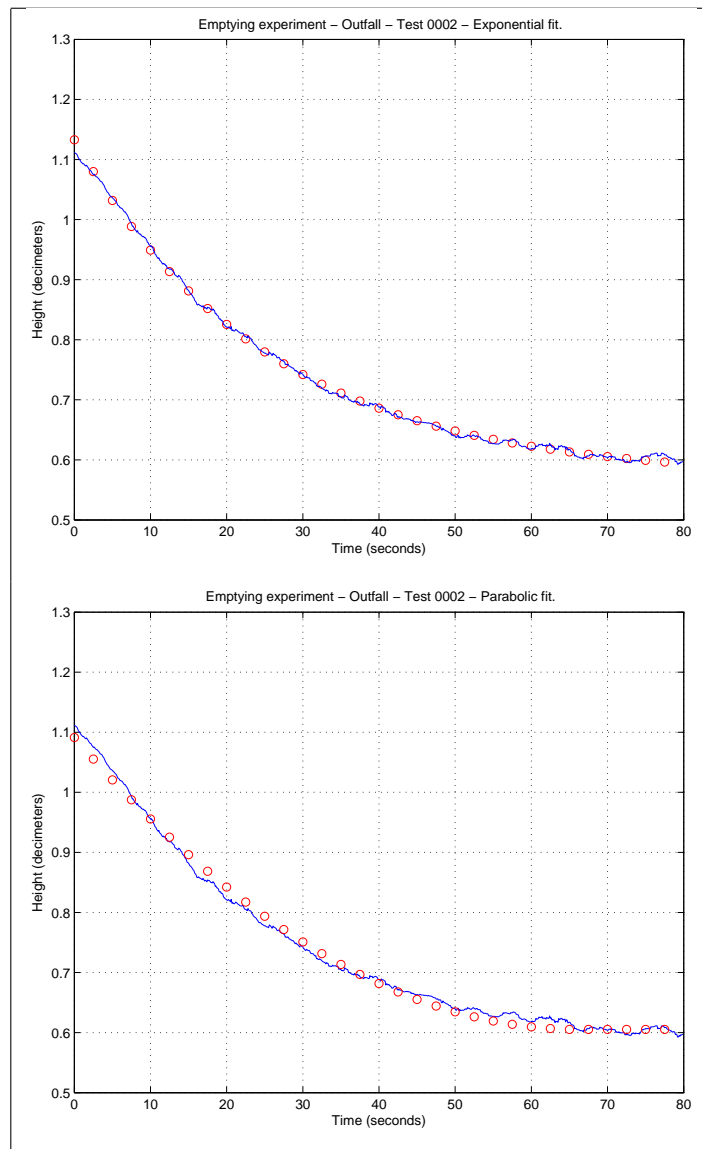 Emptying experiment – Outfall – Test 0002 – Exponential fit.
1.3
1.2
1.1
1
0.9
0.8
0.7
0.6
0.5
Height (decimeters)
0 10 20 30 40 50 60 70 80
Time (seconds)
Emptying experiment – Outfall – Test 0002 – Parabolic fit.
1.3
1.2
1.1
1
0.9
0.8
0.7
0.6
0.5
Height (decimeters)
0 10 20 30 40 50 60 70 80
Time (seconds)